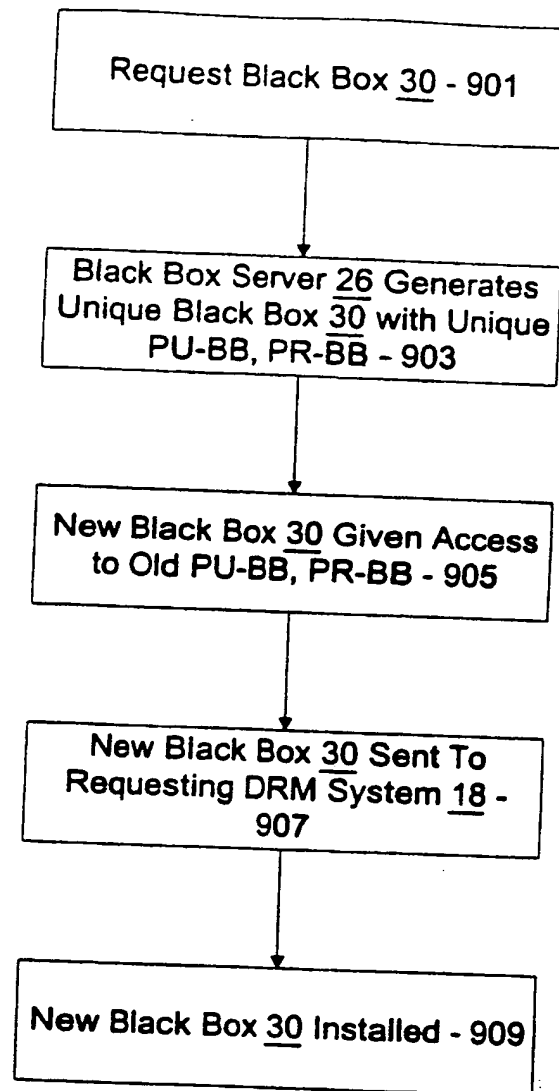 Request Black Box 30 - 901
Black Box Server 26 Generates
Unique Black Box 30 with Unique
PU-BB, PR-BB - 903
New Black Box 30 Given Access
to Old PU-BB, PR-BB - 905
New Black Box 30 Sent To
Requesting DRM System 18 -
907
New Black Box 30 Installed - 909